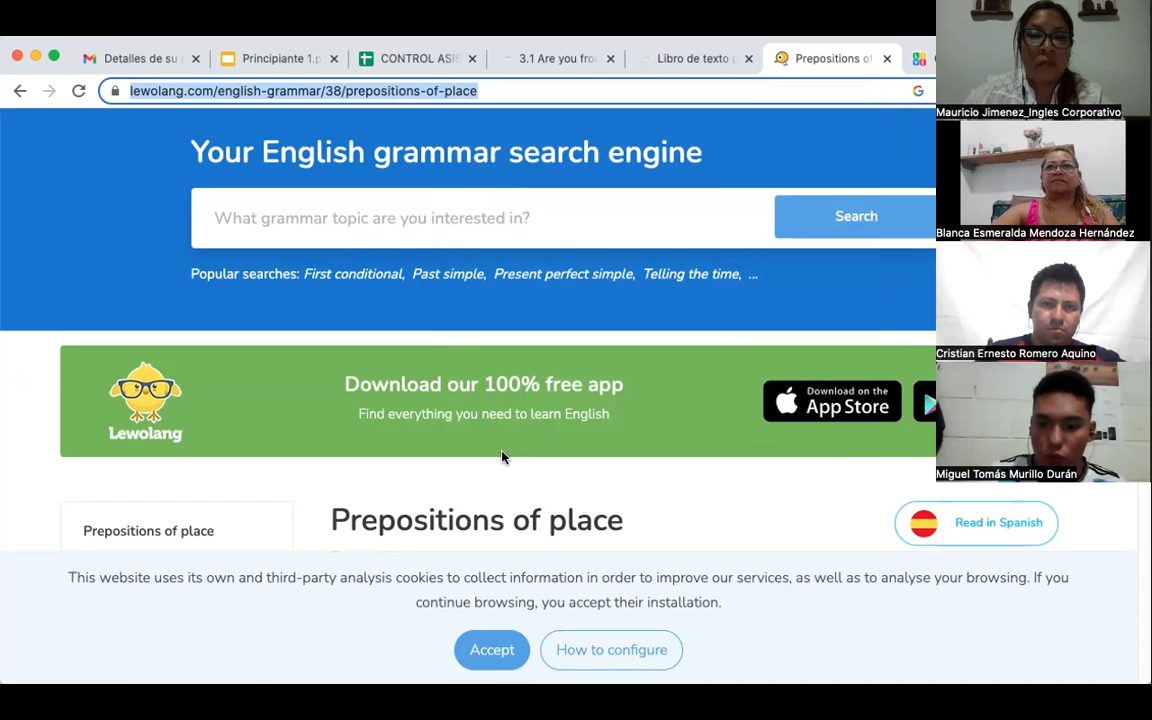 Detalles de su
Principiante 1.p
CONTROL ASIS
3.1 Are you fro
Libro de texto p
Prepositions of
lewolang.com/english-grammar/38/prepositions-of-place
Your English grammar search engine
What grammar topic are you interested in?
Search
Popular searches: First conditional, Past simple, Present perfect simple, Telling the time, ...
Lewolang
Download our 100% free app
Find everything you need to learn English
Download on the
App Store
Prepositions of place
Prepositions of place
Read in Spanish
This website uses its own and third-party analysis cookies to collect information in order to improve our services, as well as to analyse your browsing. If you
continue browsing, you accept their installation.
Accept
How to configure
Mauricio Jimenez_Ingles Corporativo
Blanca Esmeralda Mendoza Hernández
Cristian Ernesto Romero Aquino
Miguel Tomás Murillo Durán